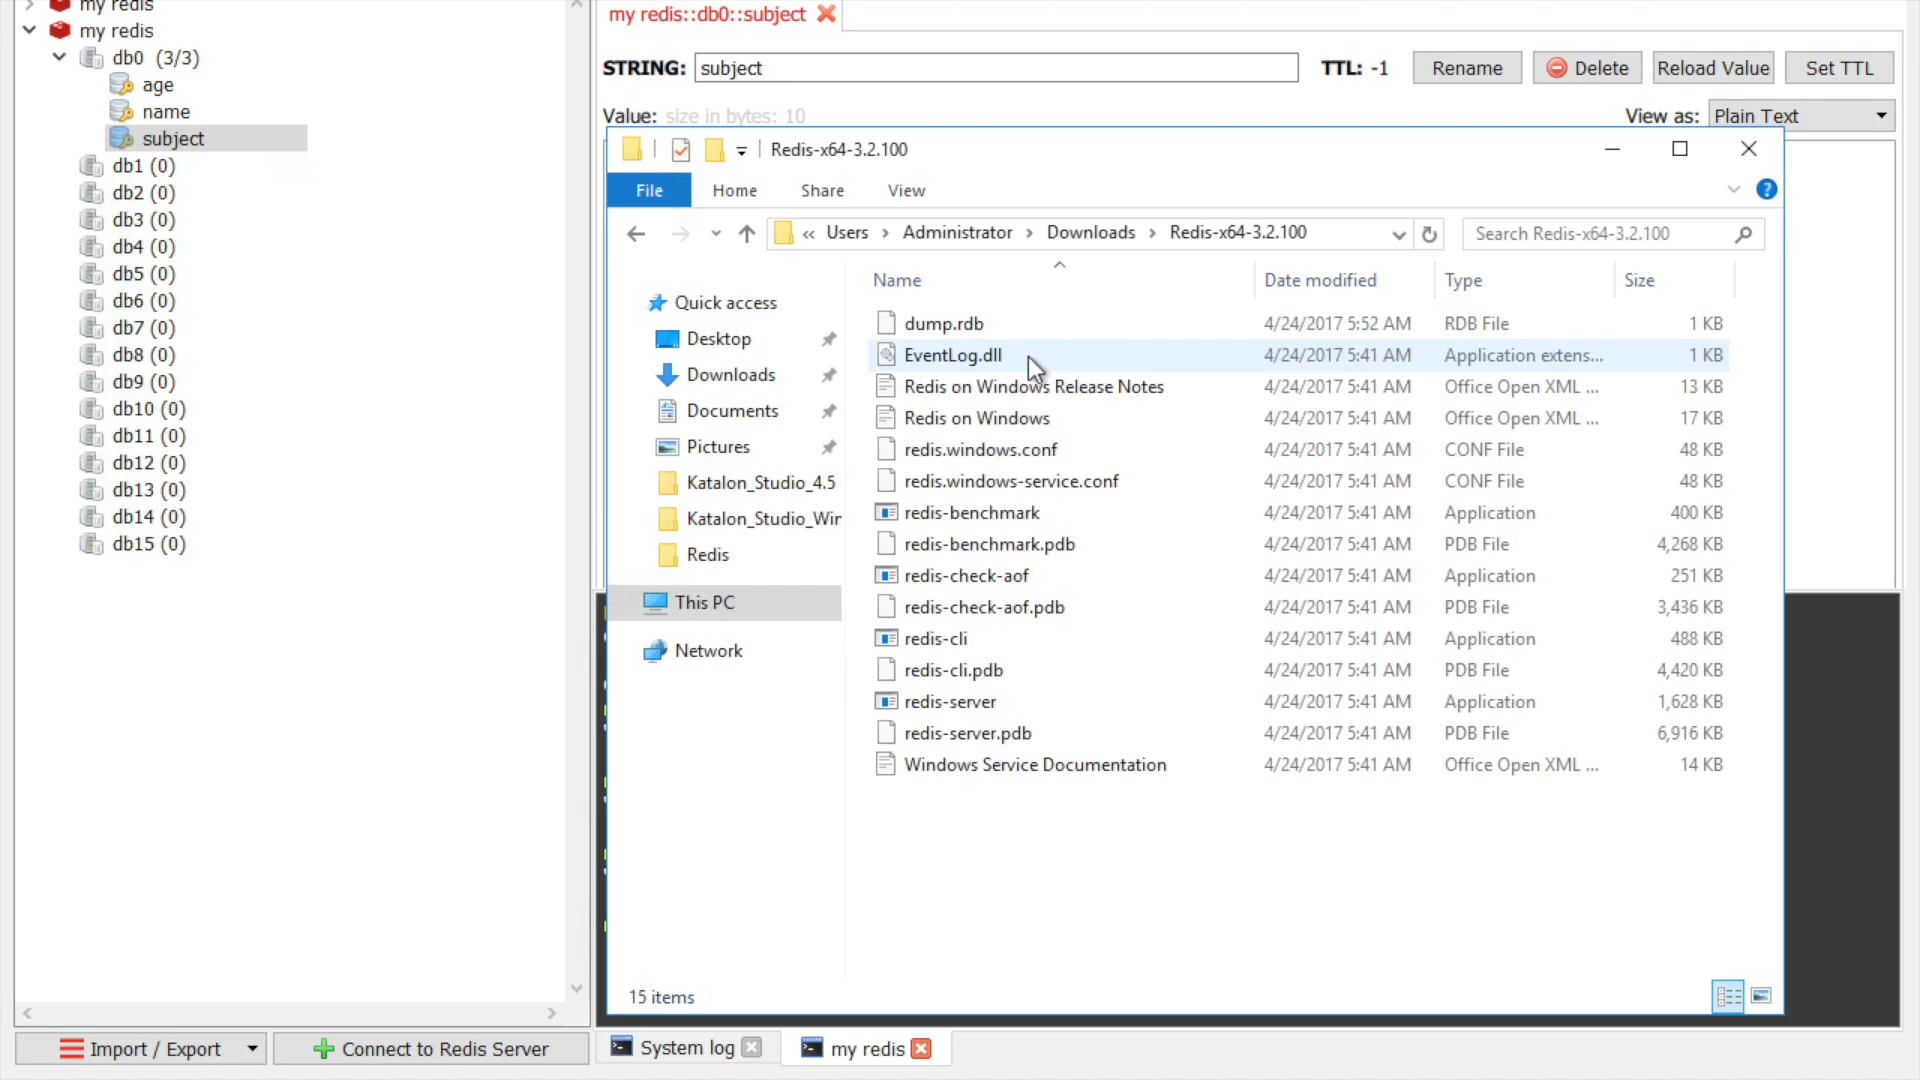 my redis
my redis
db0 (3/3)
age
name
subject
db1 (0)
db2 (0)
db3 (0)
db4 (0)
db5 (0)
db6 (0)
db7 (0)
db8 (0)
db9 (0)
db10 (0)
db11 (0)
db12 (0)
db13 (0)
db14 (0)
db15 (0)
Import / Export
Connect to Redis Server
my redis::db0::subject
STRING: subject TTL: -1 Rename Delete Reload Value Set TTL
Value: size in bytes: 10 View as: Plain Text
Redis-x64-3.2.100
File Home Share View
« Users > Administrator > Downloads > Redis-x64-3.2.100 Search Redis-x64-3.2.100
Quick access
Desktop
Downloads
Documents
Pictures
Katalon_Studio_4.5
Katalon_Studio_Wir
Redis
This PC
Network
Name Date modified Type Size
dump.rdb 4/24/2017 5:52 AM RDB File 1 KB
EventLog.dll 4/24/2017 5:41 AM Application extens... 1 KB
Redis on Windows Release Notes 4/24/2017 5:41 AM Office Open XML ... 13 KB
Redis on Windows 4/24/2017 5:41 AM Office Open XML ... 17 KB
redis.windows.conf 4/24/2017 5:41 AM CONF File 48 KB
redis.windows-service.conf 4/24/2017 5:41 AM CONF File 48 KB
redis-benchmark 4/24/2017 5:41 AM Application 400 KB
redis-benchmark.pdb 4/24/2017 5:41 AM PDB File 4,268 KB
redis-check-aof 4/24/2017 5:41 AM Application 251 KB
redis-check-aof.pdb 4/24/2017 5:41 AM PDB File 3,436 KB
redis-cli 4/24/2017 5:41 AM Application 488 KB
redis-cli.pdb 4/24/2017 5:41 AM PDB File 4,420 KB
redis-server 4/24/2017 5:41 AM Application 1,628 KB
redis-server.pdb 4/24/2017 5:41 AM PDB File 6,916 KB
Windows Service Documentation 4/24/2017 5:41 AM Office Open XML ... 14 KB
15 items
System log my redis